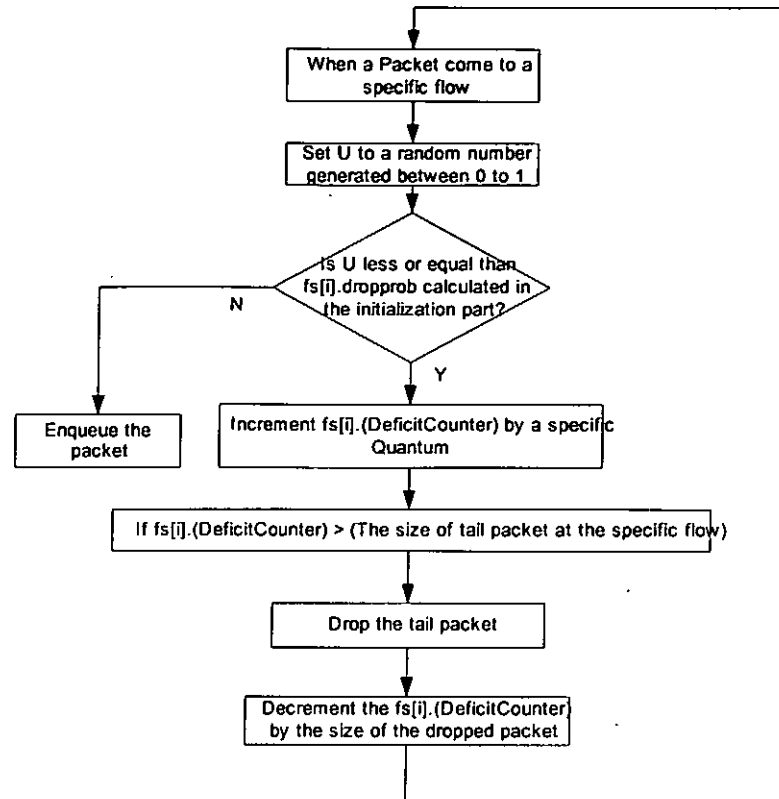 When a Packet come to a
specific flow
Set U to a random number
generated between 0 to 1
Is U less or equal than
fs[i].dropprob calculated in
the initialization part?
N
Y
Enqueue the
packet
Increment fs[i].(DeficitCounter) by a specific
Quantum
If fs[i].(DeficitCounter) > (The size of tail packet at the specific flow)
Drop the tail packet
Decrement the fs[i].(DeficitCounter)
by the size of the dropped packet